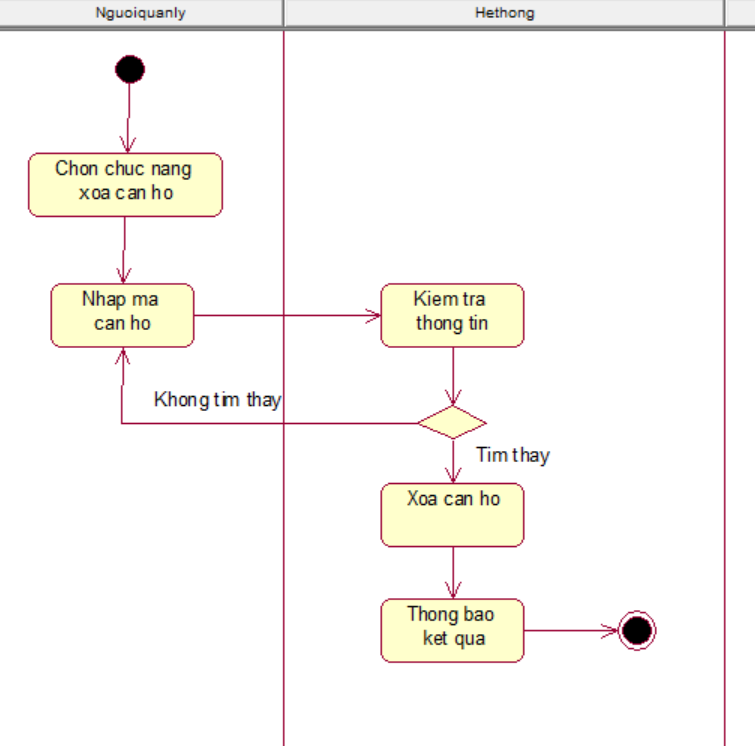 Nguoiquanly
Hethong
Chon chuc nang
xoa can ho
Nhap ma
can ho
Kiem tra
thong tin
Khong tim thay
Tim thay
Xoa can ho
Thong bao
ket qua